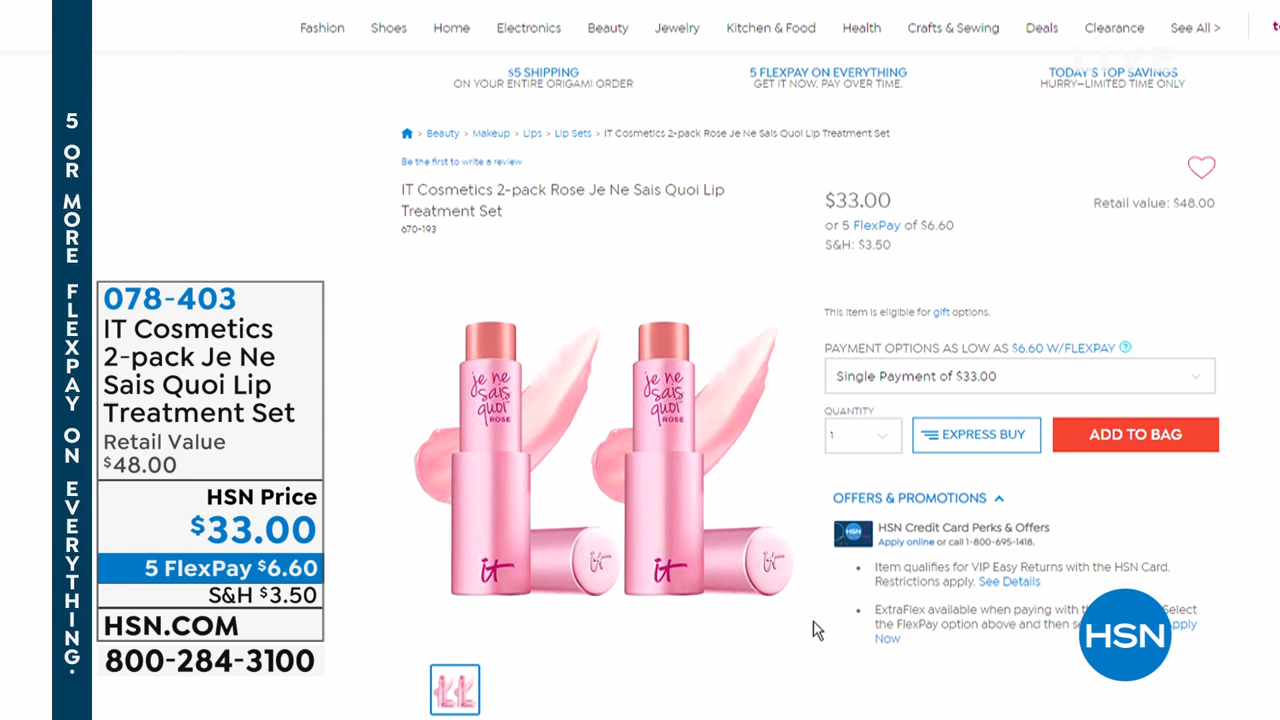 Fashion Shoes Home Electronics Beauty Jewelry Kitchen & Food Health Crafts & Sewing Deals Clearance See All >
LIVE
$5 SHIPPING
ON YOUR ENTIRE ORIGAMI ORDER
5 FLEXPAY ON EVERYTHING
GET IT NOW. PAY OVER TIME.
TODAY'S TOP SAVINGS
HURRY—LIMITED TIME ONLY
5 OR MORE FLEXPAY ON EVERYTHING.
> Beauty > Makeup > Lips > Lip Sets > IT Cosmetics 2-pack Rose Je Ne Sais Quoi Lip Treatment Set
Be the first to write a review
IT Cosmetics 2-pack Rose Je Ne Sais Quoi Lip
Treatment Set
670-193
$33.00
or 5 FlexPay of $6.60
S&H: $3.50
Retail value: $48.00
This item is eligible for gift options.
PAYMENT OPTIONS AS LOW AS $6.60 W/FLEXPAY ?
Single Payment of $33.00
QUANTITY
1
EXPRESS BUY
ADD TO BAG
OFFERS & PROMOTIONS
HSN
HSN Credit Card Perks & Offers
Apply online or call 1-800-695-1418.
• Item qualifies for VIP Easy Returns with the HSN Card.
Restrictions apply. See Details
• ExtraFlex available when paying with Select
the FlexPay option above and then
Now
HSN
je ne
sais
quoi
ROSE
it
it
je ne
sais
quoi
ROSE
it
it
078-403
IT Cosmetics
2-pack Je Ne
Sais Quoi Lip
Treatment Set
Retail Value
$48.00
HSN Price
$33.00
5 FlexPay $6.60
S&H $3.50
HSN.COM
800-284-3100